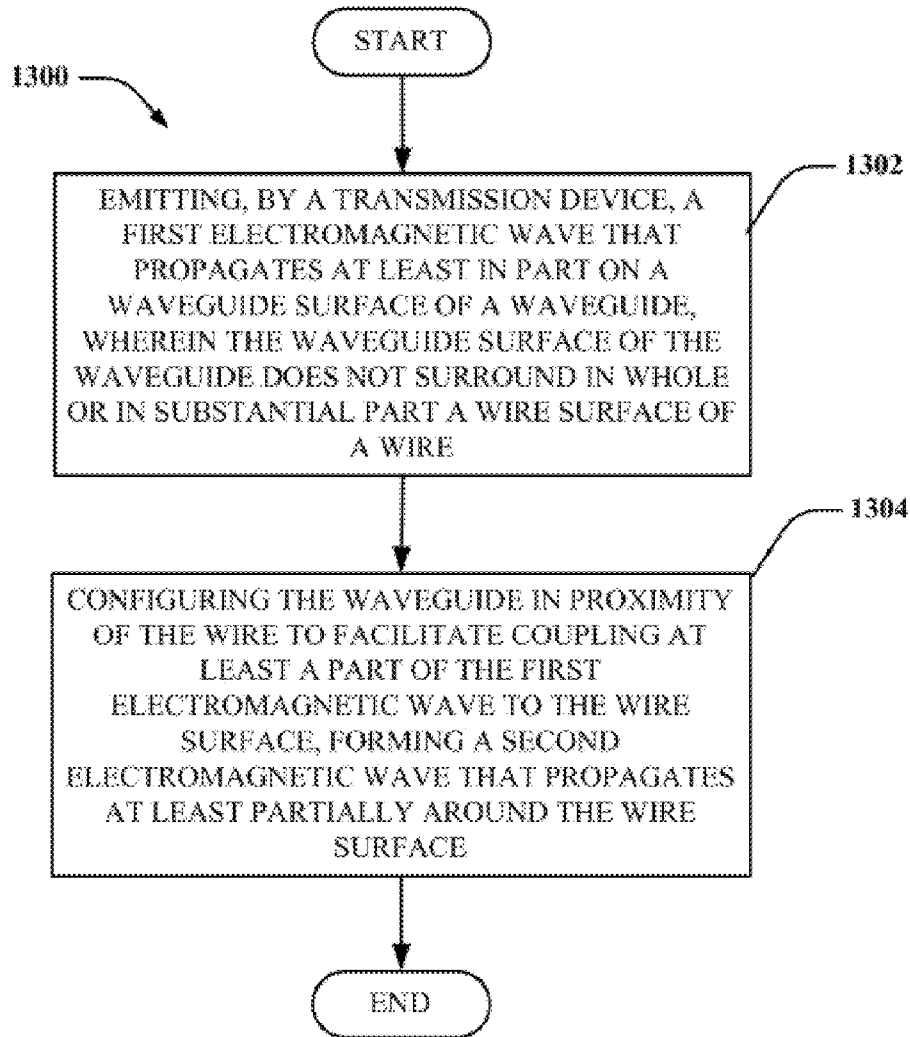 START
1300
1302
EMITTING, BY A TRANSMISSION DEVICE, A
FIRST ELECTROMAGNETIC WAVE THAT
PROPAGATES AT LEAST IN PART ON A
WAVEGUIDE SURFACE OF A WAVEGUIDE,
WHEREIN THE WAVEGUIDE SURFACE OF THE
WAVEGUIDE DOES NOT SURROUND IN WHOLE
OR IN SUBSTANTIAL PART A WIRE SURFACE OF
A WIRE
1304
CONFIGURING THE WAVEGUIDE IN PROXIMITY
OF THE WIRE TO FACILITATE COUPLING AT
LEAST A PART OF THE FIRST
ELECTROMAGNETIC WAVE TO THE WIRE
SURFACE, FORMING A SECOND
ELECTROMAGNETIC WAVE THAT PROPAGATES
AT LEAST PARTIALLY AROUND THE WIRE
SURFACE
END